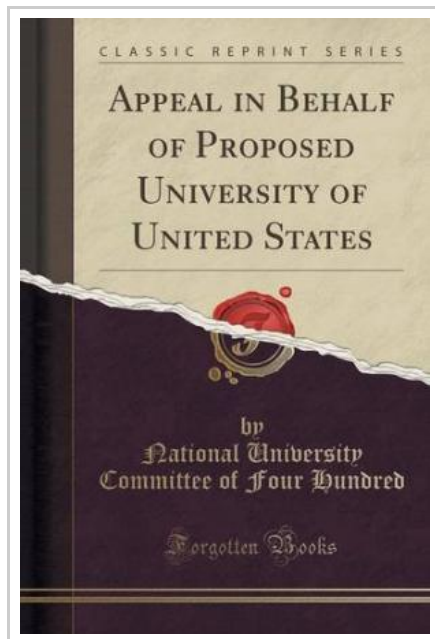 CLASSIC REPRINT SERIES
APPEAL IN BEHALF
OF PROPOSED
UNIVERSITY OF
UNITED STATES
by
National University
Committee of Four Hundred
Forgotten Books